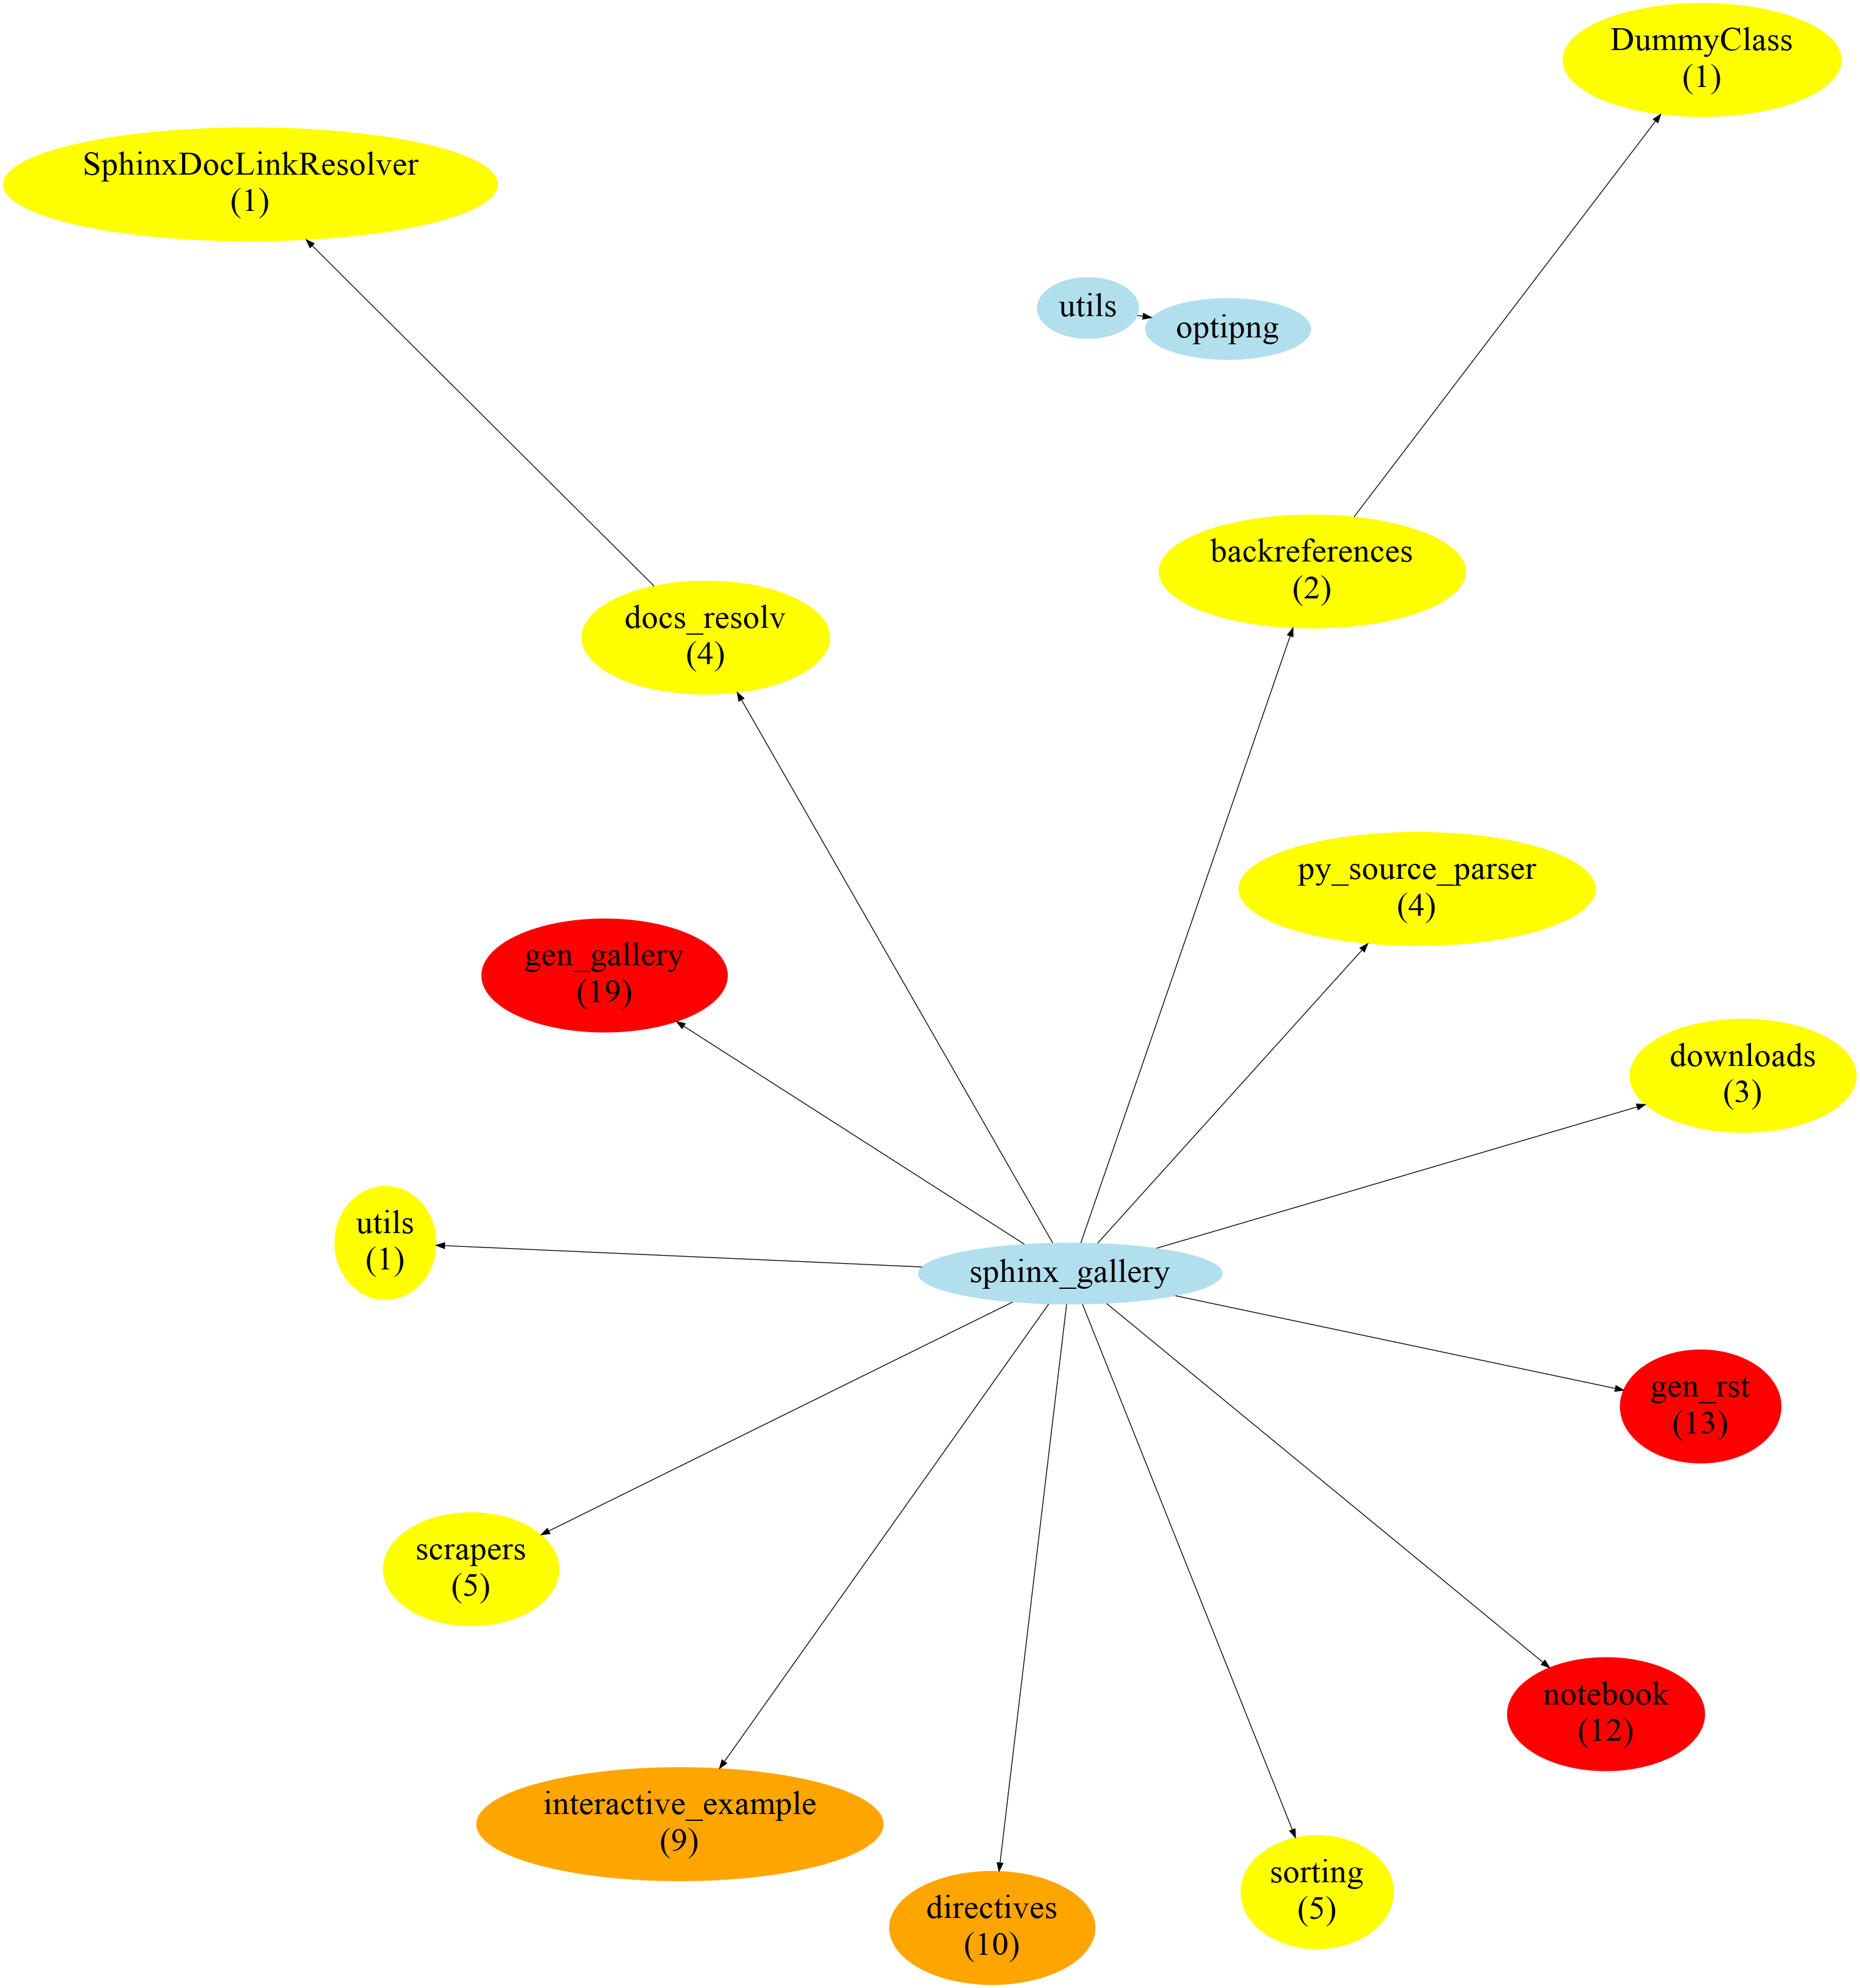 DummyClass
(1)
SphinxDocLinkResolver
(1)
utils
optipng
backreferences
(2)
docs_resolv
(4)
py_source_parser
(4)
gen_gallery
(19)
downloads
(3)
utils
(1)
sphinx_gallery
gen_rst
(13)
scrapers
(5)
notebook
(12)
interactive_example
(9)
sorting
(5)
directives
(10)